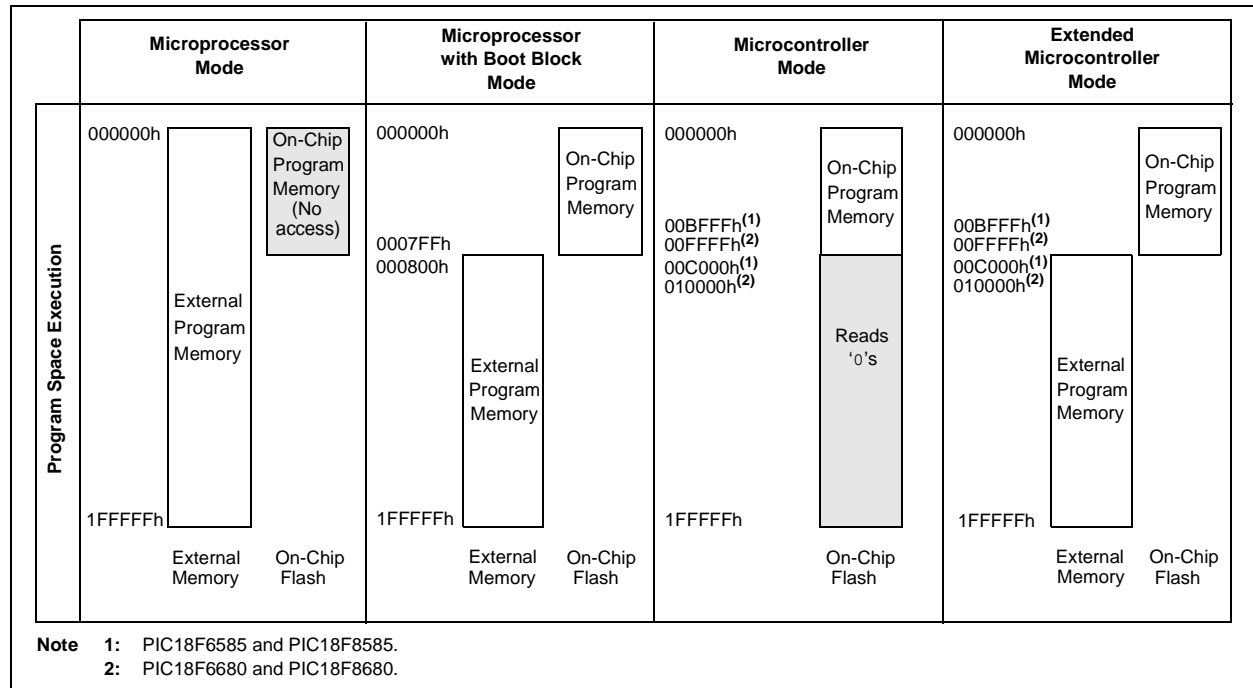 Microprocessor
Mode
Microprocessor
with Boot Block
Mode
Microcontroller
Mode
Extended
Microcontroller
Mode
Program Space Execution
000000h
External
Program
Memory
1FFFFFh
On-Chip
Program
Memory
(No
access)
External
Memory
On-Chip
Flash
000000h
On-Chip
Program
Memory
0007FFh
000800h
External
Program
Memory
1FFFFFh
External
Memory
On-Chip
Flash
000000h
On-Chip
Program
Memory
00BFFFh(1)
00FFFFh(2)
00C000h(1)
010000h(2)
Reads
‘0’s
1FFFFFh
On-Chip
Flash
000000h
On-Chip
Program
Memory
00BFFFh(1)
00FFFFh(2)
00C000h(1)
010000h(2)
External
Program
Memory
1FFFFFh
External
Memory
On-Chip
Flash
Note 1: PIC18F6585 and PIC18F8585.
2: PIC18F6680 and PIC18F8680.